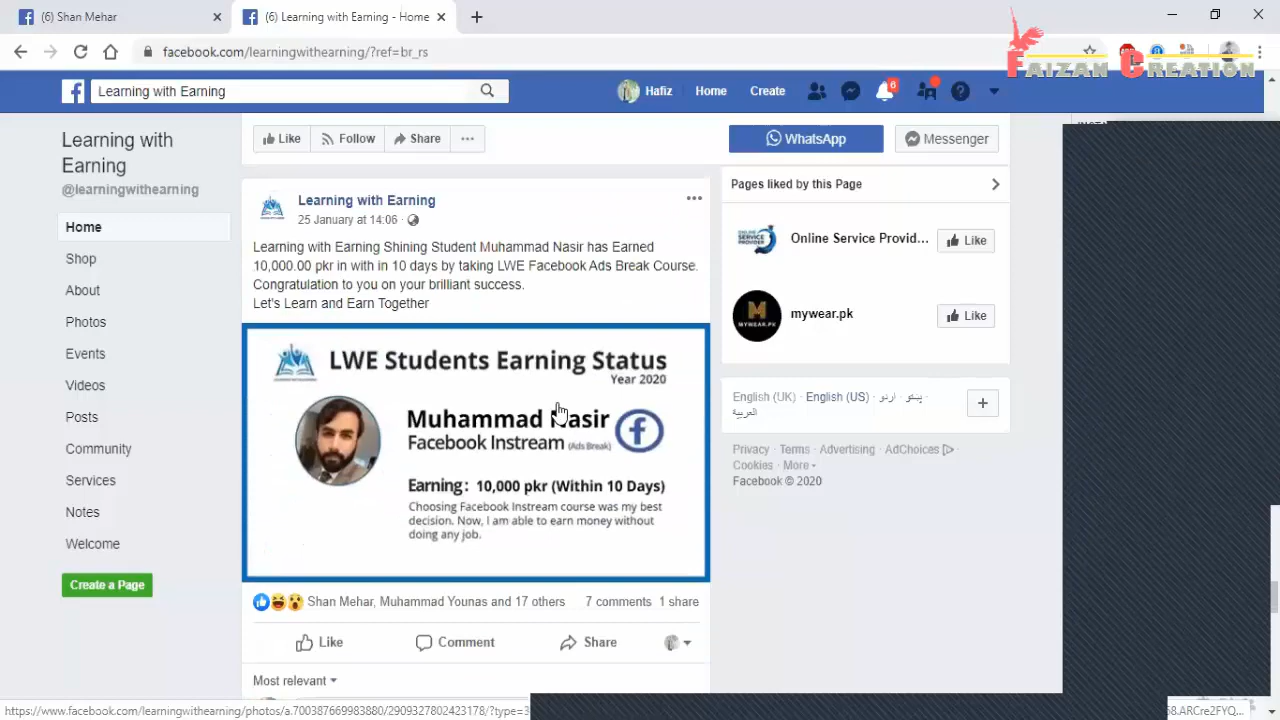 (6) Shan Mehar
(6) Learning with Earning - Home
facebook.com/learningwithearning/?ref=br_rs
FAIZAN CREATION
Learning with Earning
Hafiz
Home
Create
6
Learning with
Earning
@learningwithearning
Home
Shop
About
Photos
Events
Videos
Posts
Community
Services
Notes
Welcome
Create a Page
Like
Follow
Share
WhatsApp
Messenger
Learning with Earning
25 January at 14:06 ·
Learning with Earning Shining Student Muhammad Nasir has Earned
10,000.00 pkr in with in 10 days by taking LWE Facebook Ads Break Course.
Congratulation to you on your brilliant success.
Let's Learn and Earn Together
LWE Students Earning Status
Year 2020
Muhammad Nasir
Facebook Instream (Ads Break)
Earning: 10,000 pkr (Within 10 Days)
Choosing Facebook Instream course was my best
decision. Now, I am able to earn money without
doing any job.
Shan Mehar, Muhammad Younas and 17 others
7 comments 1 share
Like
Comment
Share
Most relevant
Pages liked by this Page
Online Service Provid...
Like
ONLINE SERVICE PROVIDER
mywear.pk
Like
M
MYWEAR.PK
English (UK) · English (US) · اردو · پښتو ·
العربية
Privacy · Terms · Advertising · AdChoices ·
Cookies · More
Facebook © 2020
https://www.facebook.com/learningwithearning/photos/a.700387669983880/2909327802423178/?type=3